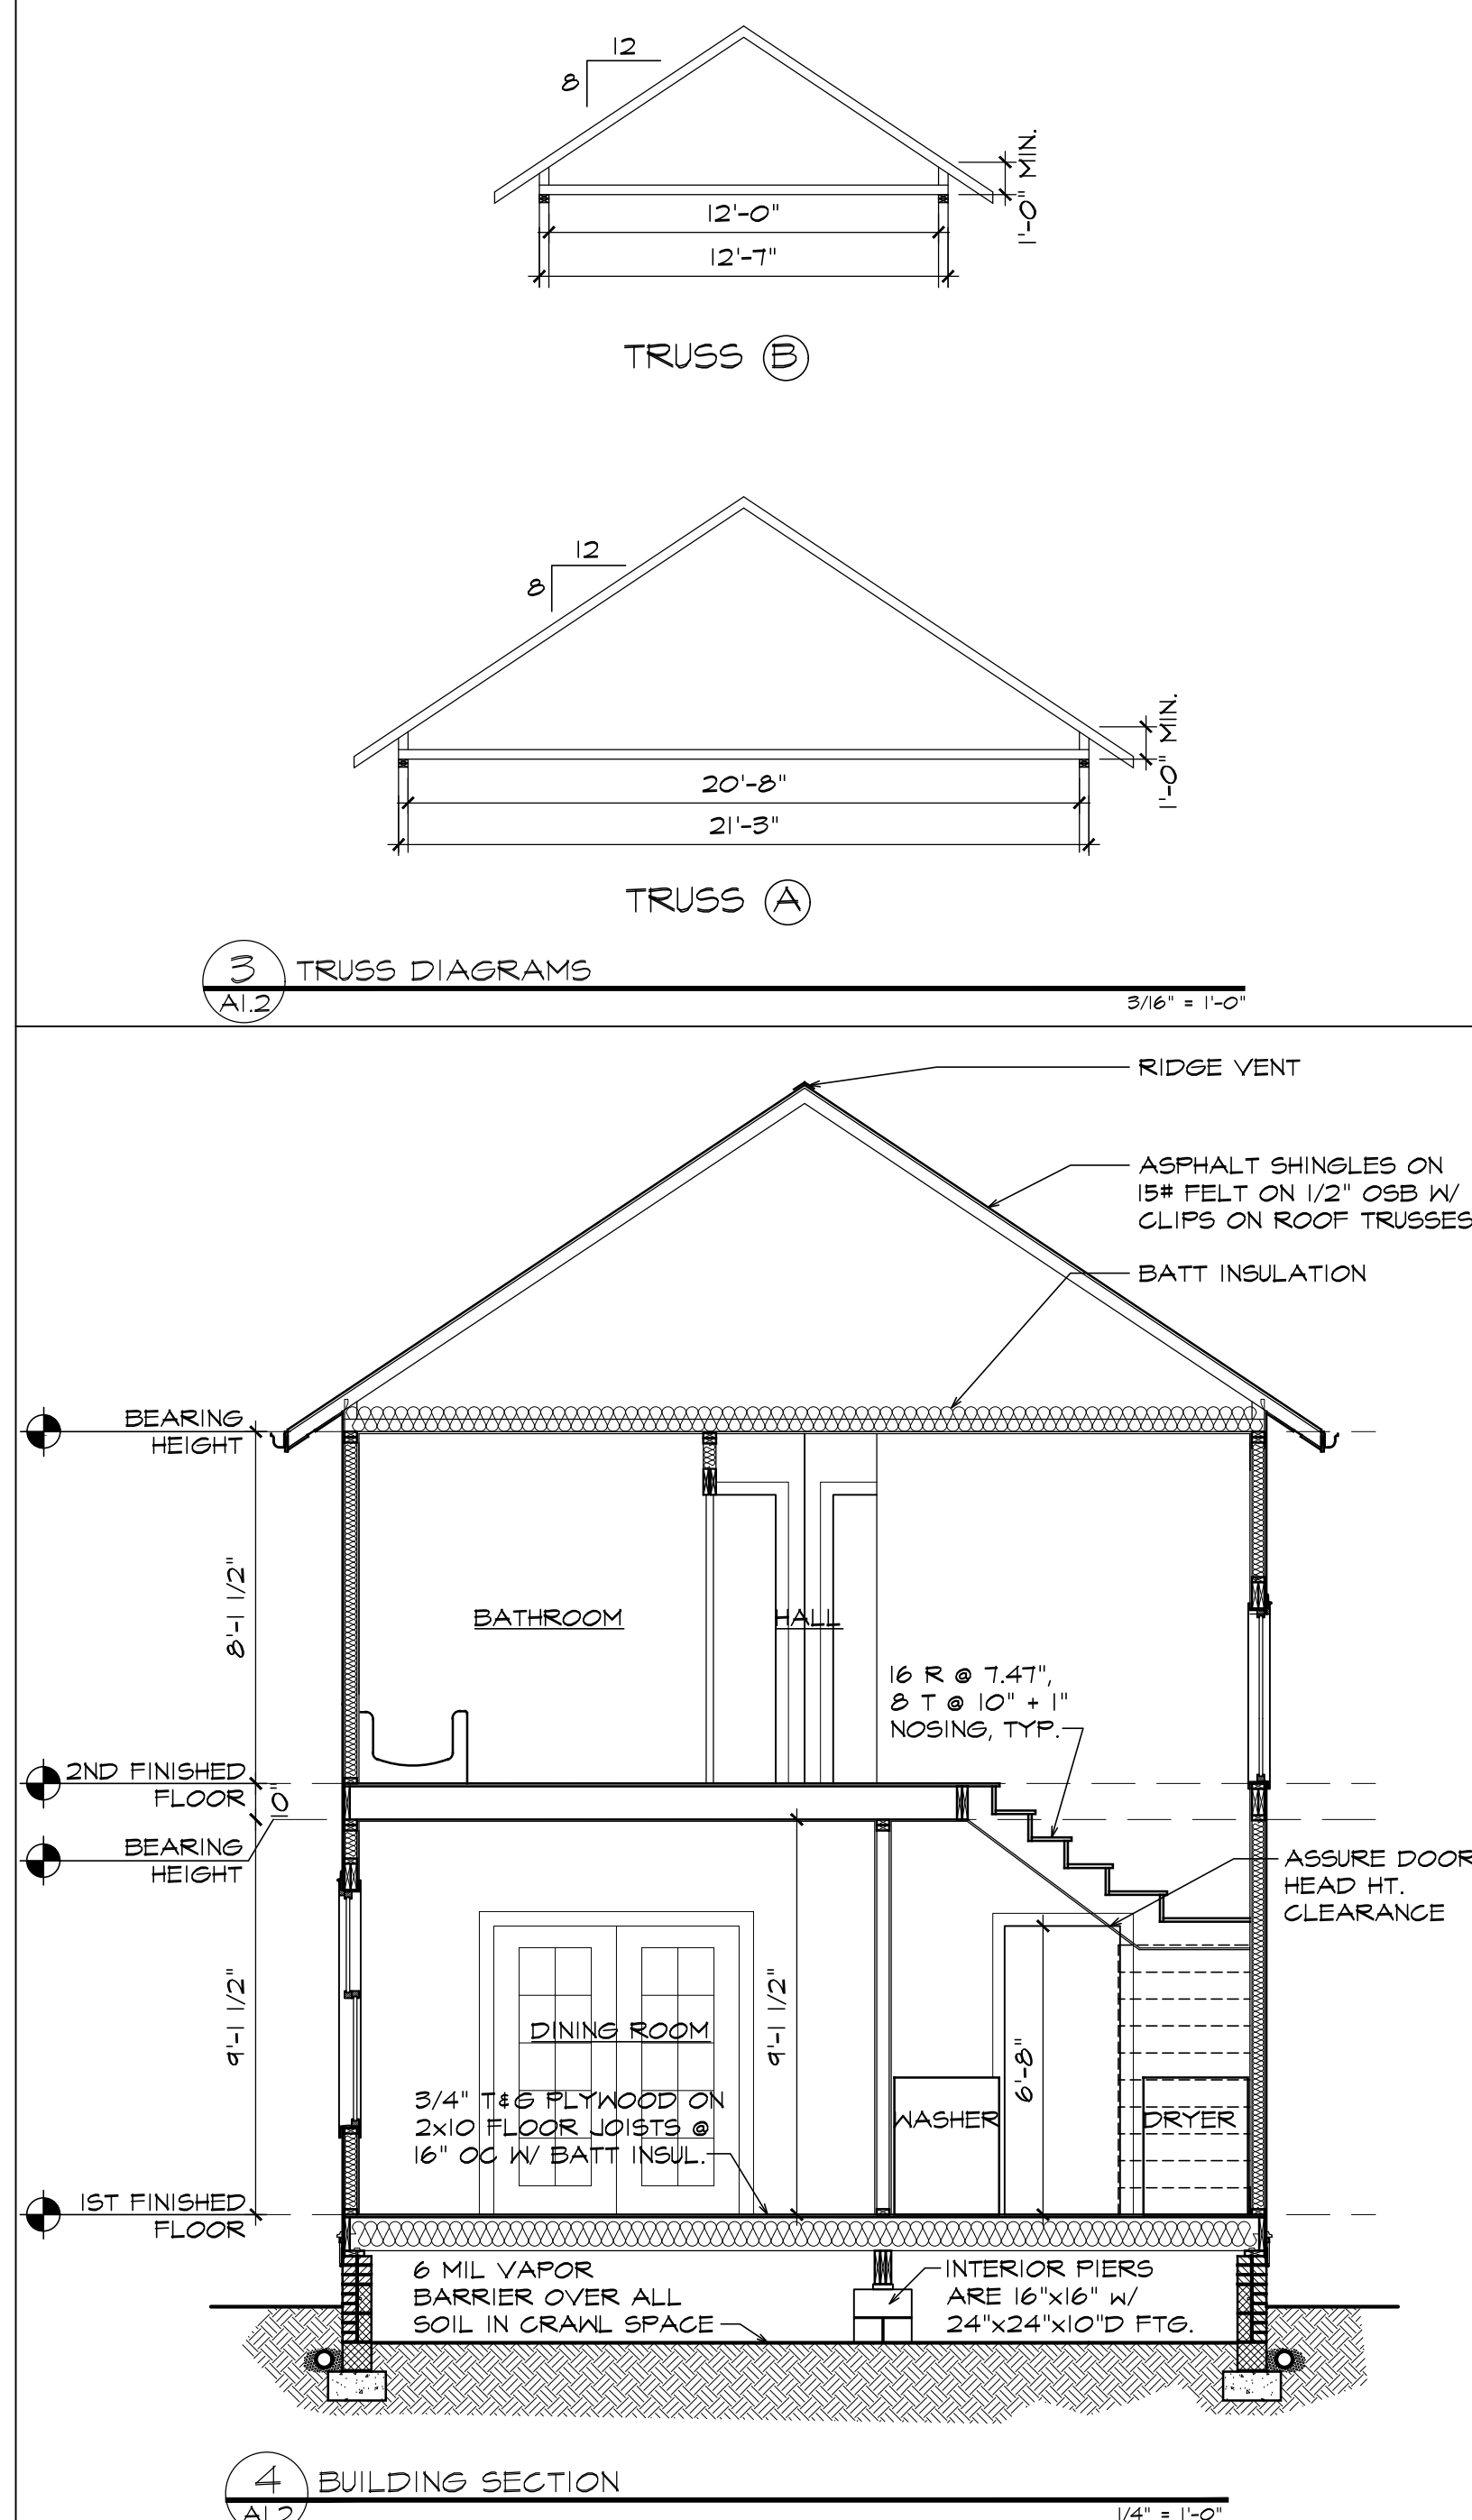 12
8
1'-0" MIN.
12'-0"
12'-7"
TRUSS B
12
8
1'-0" MIN.
20'-8"
21'-3"
TRUSS A
3
A1.2
TRUSS DIAGRAMS
3/16" = 1'-0"
RIDGE VENT
ASPHALT SHINGLES ON
15# FELT ON 1/2" OSB W/
CLIPS ON ROOF TRUSSES
BATT INSULATION
BEARING
HEIGHT
8'-1 1/2"
BATHROOM
HALL
16 R @ 7.47",
8 T @ 10" + 1"
NOSING, TYP.
2ND FINISHED
FLOOR
10"
BEARING
HEIGHT
ASSURE DOOR
HEAD HT.
CLEARANCE
9'-1 1/2"
DINING ROOM
9'-1 1/2"
6'-8"
3/4" T&G PLYWOOD ON
2x10 FLOOR JOISTS @
16" OC W/ BATT INSUL.
WASHER
DRYER
1ST FINISHED
FLOOR
6 MIL VAPOR
BARRIER OVER ALL
SOIL IN CRAWL SPACE
INTERIOR PIERS
ARE 16"x16" W/
24"x24"x10"D FTG.
4
A1.2
BUILDING SECTION
1/4" = 1'-0"